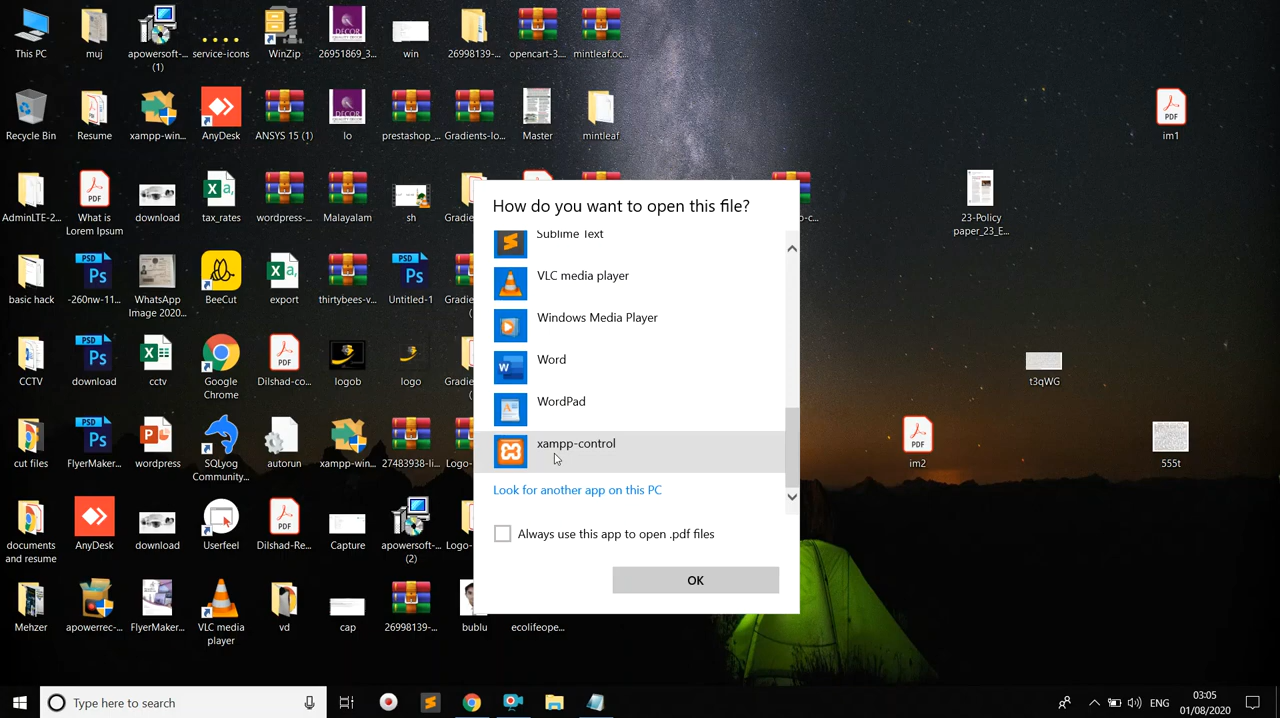 This PC
muj
apowersoft-...
(1)
service-icons
WinZip
26951869_3...
win
26998139-...
opencart-3....
mintleaf.oc...
Recycle Bin
Resume
xampp-win...
AnyDesk
ANSYS 15 (1)
lo
prestashop_...
Gradients-lo...
Master
mintleaf
im1
AdminLTE-2...
What is
Lorem Ipsum
download
tax_rates
wordpress-...
Malayalam
sh
23-Policy
paper_23_E...
basic hack
-260nw-11...
WhatsApp
Image 2020...
BeeCut
export
thirtybees-v...
Untitled-1
CCTV
download
cctv
Google
Chrome
Dilshad-co...
logob
logo
t3qWG
cut files
FlyerMaker...
wordpress
SQLyog
Community...
autorun
xampp-win...
27483938-li...
Logo-...
im2
555t
documents
and resume
AnyDesk
download
Userfeel
Dilshad-Re...
Capture
apowersoft-...
(2)
Logo-...
Mehzer
apowerrec-...
FlyerMaker...
VLC media
player
vd
cap
26998139-...
bublu
ecolifeope...
How do you want to open this file?
Sublime Text
VLC media player
Windows Media Player
Word
WordPad
xampp-control
Look for another app on this PC
Always use this app to open .pdf files
OK
Type here to search
ENG
03:05
01/08/2020